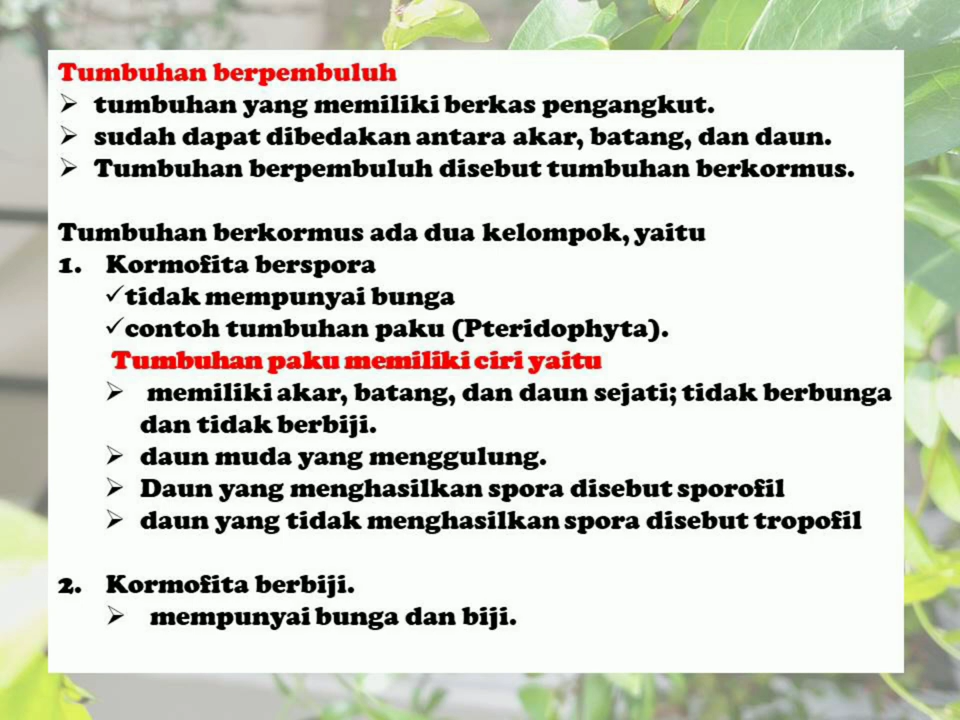 Tumbuhan berpembuluh
➢ tumbuhan yang memiliki berkas pengangkut.
➢ sudah dapat dibedakan antara akar, batang, dan daun.
➢ Tumbuhan berpembuluh disebut tumbuhan berkormus.
Tumbuhan berkormus ada dua kelompok, yaitu
1. Kormofita berspora
✓tidak mempunyai bunga
✓contoh tumbuhan paku (Pteridophyta).
Tumbuhan paku memiliki ciri yaitu
➢ memiliki akar, batang, dan daun sejati; tidak berbunga
dan tidak berbiji.
➢ daun muda yang menggulung.
➢ Daun yang menghasilkan spora disebut sporofil
➢ daun yang tidak menghasilkan spora disebut tropofil
2. Kormofita berbiji.
➢ mempunyai bunga dan biji.